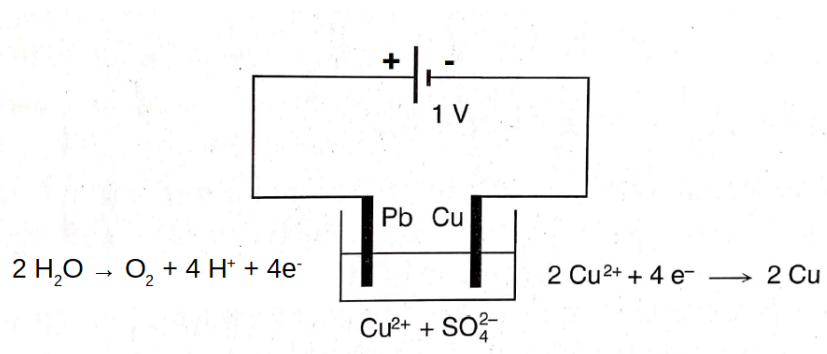 + -
1 V
Pb Cu
2 H₂O → O₂ + 4 H⁺ + 4e⁻
2 Cu²⁺ + 4 e⁻ ⟶ 2 Cu
Cu²⁺ + SO₄²⁻